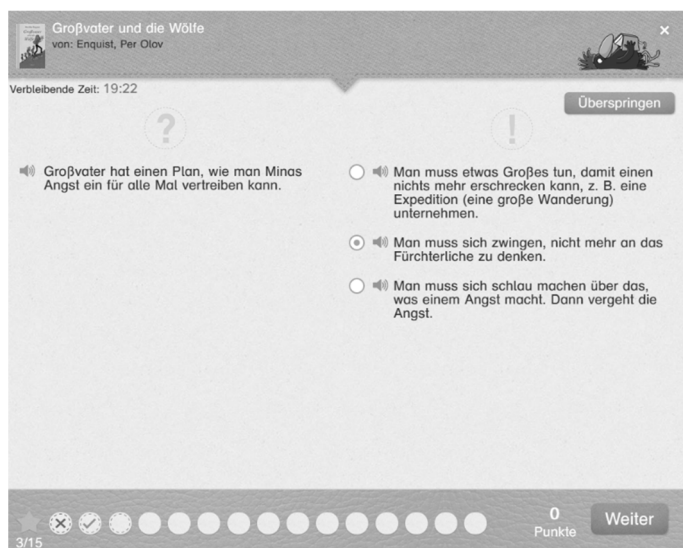 Großvater und die Wölfe
von: Enquist, Per Olov
×
Verbleibende Zeit: 19:22
Überspringen
?
!
Großvater hat einen Plan, wie man Minas
Angst ein für alle Mal vertreiben kann.
Man muss etwas Großes tun, damit einen
nichts mehr erschrecken kann, z. B. eine
Expedition (eine große Wanderung)
unternehmen.
Man muss sich zwingen, nicht mehr an das
Fürchterliche zu denken.
Man muss sich schlau machen über das,
was einem Angst macht. Dann vergeht die
Angst.
3/15
0
Punkte
Weiter